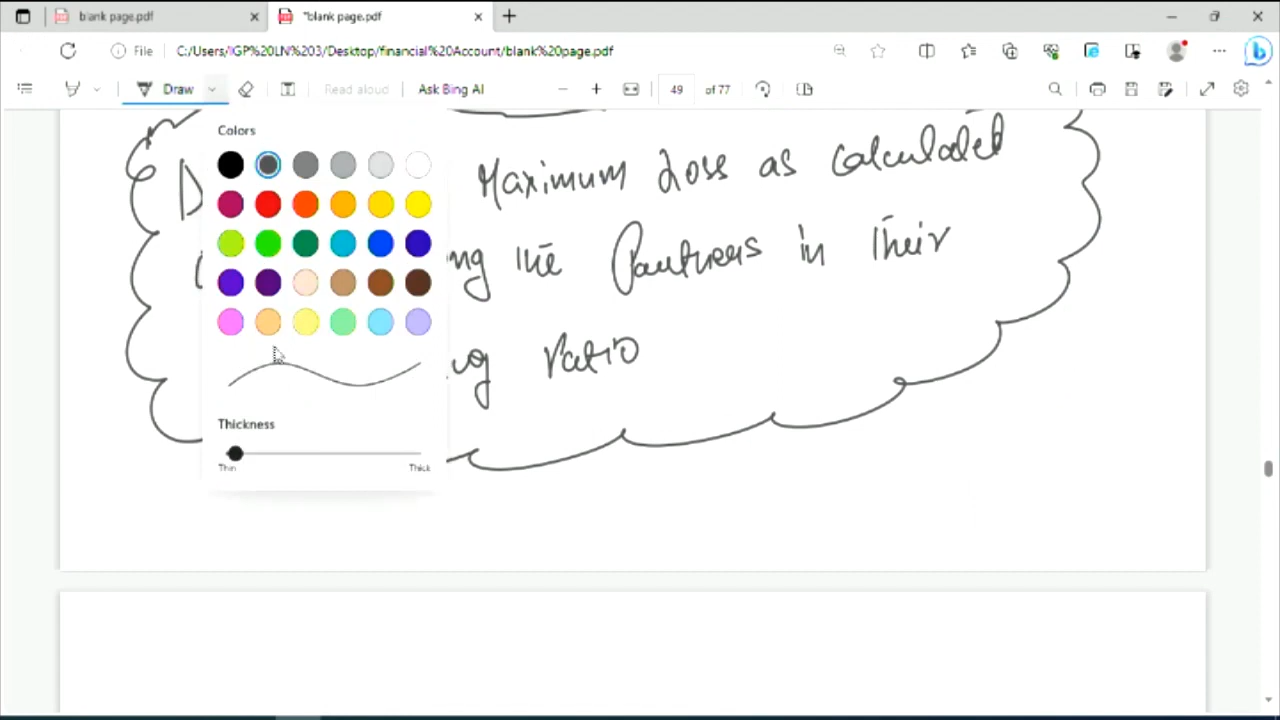 blank page.pdf
*blank page.pdf
File
C:/Users/IGP%20LN%203/Desktop/financial%20Account/blank%20page.pdf
Draw
Read aloud
Ask Bing AI
49 of 77
Colors
Thickness
Thin
Thick
D Maximum Loss as calculated
ng the Partners in their
ng ratio